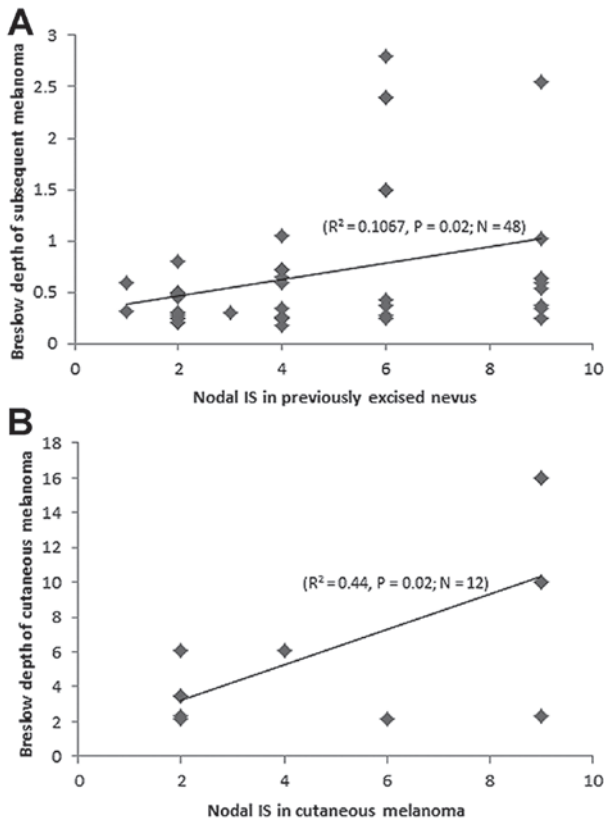 A
Breslow depth of subsequent melanoma
3
2.5
2
1.5
1
0.5
0
(R² = 0.1067, P = 0.02; N = 48)
0 2 4 6 8 10
Nodal IS in previously excised nevus
B
Breslow depth of cutaneous melanoma
18
16
14
12
10
8
6
4
2
0
(R² = 0.44, P = 0.02; N = 12)
0 2 4 6 8 10
Nodal IS in cutaneous melanoma